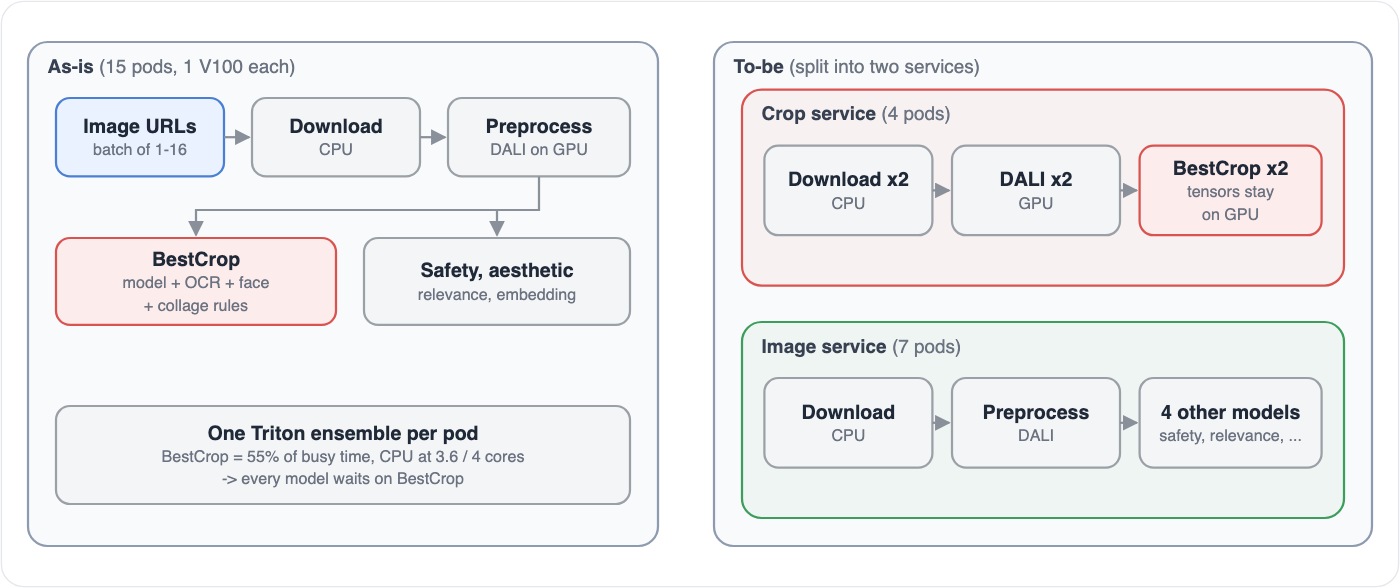 As-is (15 pods, 1 V100 each)
Image URLs
batch of 1-16
Download
CPU
Preprocess
DALI on GPU
BestCrop
model + OCR + face
+ collage rules
Safety, aesthetic
relevance, embedding
One Triton ensemble per pod
BestCrop = 55% of busy time, CPU at 3.6 / 4 cores
-> every model waits on BestCrop
To-be (split into two services)
Crop service (4 pods)
Download x2
CPU
DALI x2
GPU
BestCrop x2
tensors stay
on GPU
Image service (7 pods)
Download
CPU
Preprocess
DALI
4 other models
safety, relevance, ...